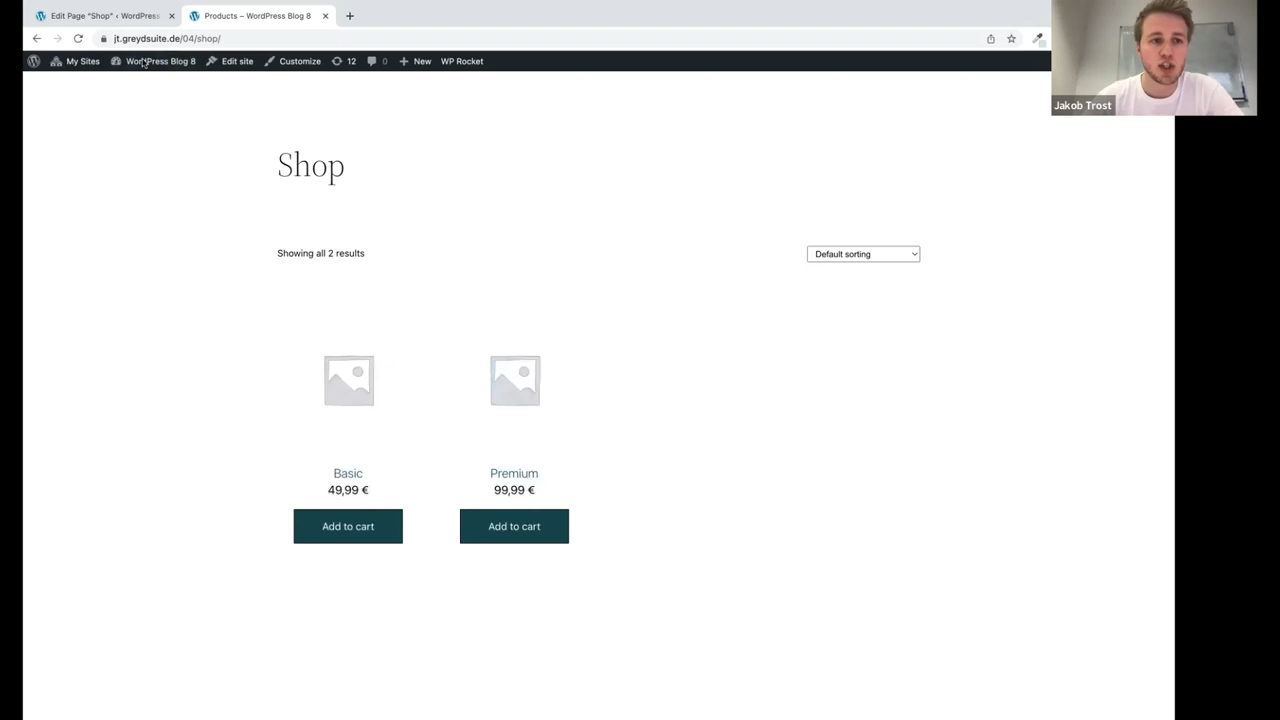 Edit Page "Shop" ‹ WordPress
Products – WordPress Blog 8
jt.greydsuite.de/04/shop/
My Sites
WordPress Blog 8
Edit site
Customize
12
0
New
WP Rocket
Jakob Trost
Shop
Showing all 2 results
Default sorting
Basic
Premium
49,99 €
99,99 €
Add to cart
Add to cart